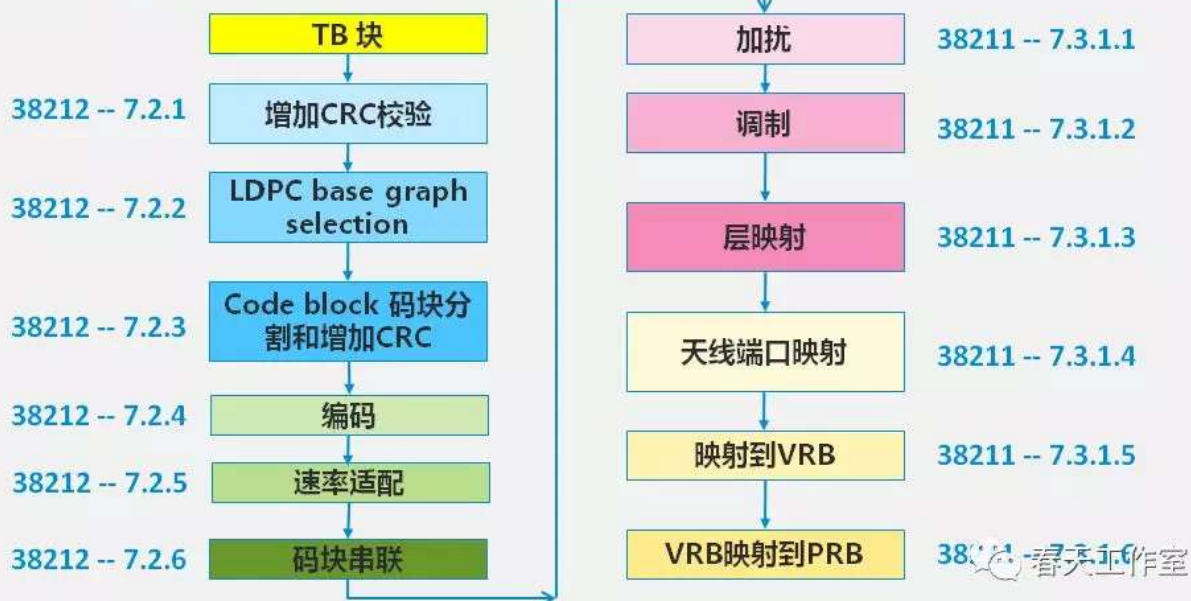 TB 块
38212 -- 7.2.1
增加CRC校验
38212 -- 7.2.2
LDPC base graph
selection
38212 -- 7.2.3
Code block 码块分
割和增加CRC
38212 -- 7.2.4
编码
38212 -- 7.2.5
速率适配
38212 -- 7.2.6
码块串联
加扰
38211 -- 7.3.1.1
调制
38211 -- 7.3.1.2
层映射
38211 -- 7.3.1.3
天线端口映射
38211 -- 7.3.1.4
映射到VRB
38211 -- 7.3.1.5
VRB映射到PRB
春天工作室